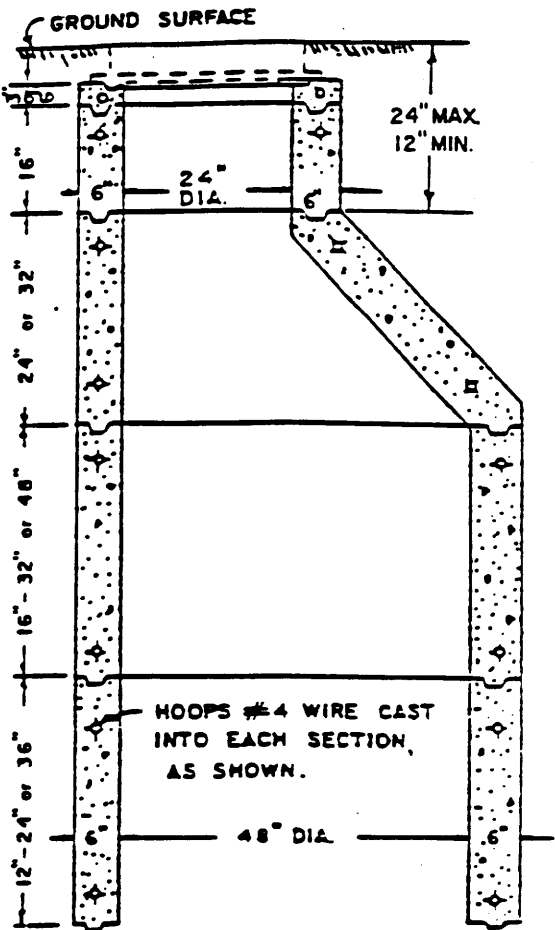 GROUND SURFACE
24" MAX.
12" MIN.
16"
6"
24"
DIA.
6"
24" or 32"
16"-32" or 48"
HOOPS #4 WIRE CAST
INTO EACH SECTION,
AS SHOWN.
12"-24" or 36"
6"
48" DIA.
6"